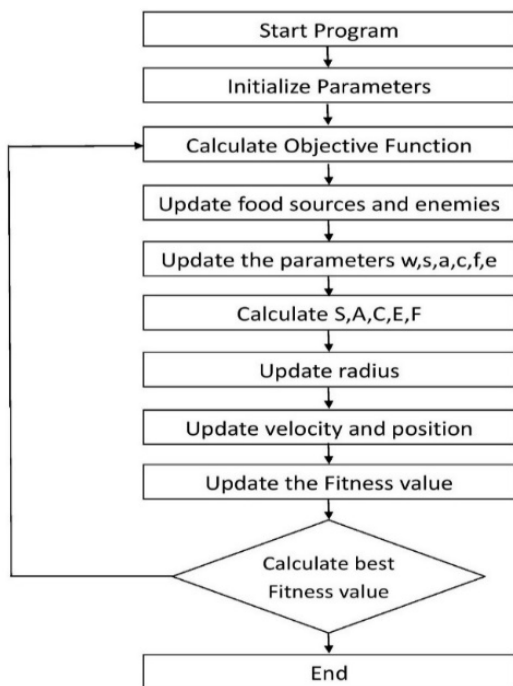 Start Program
Initialize Parameters
Calculate Objective Function
Update food sources and enemies
Update the parameters w,s,a,c,f,e
Calculate S,A,C,E,F
Update radius
Update velocity and position
Update the Fitness value
Calculate best
Fitness value
End